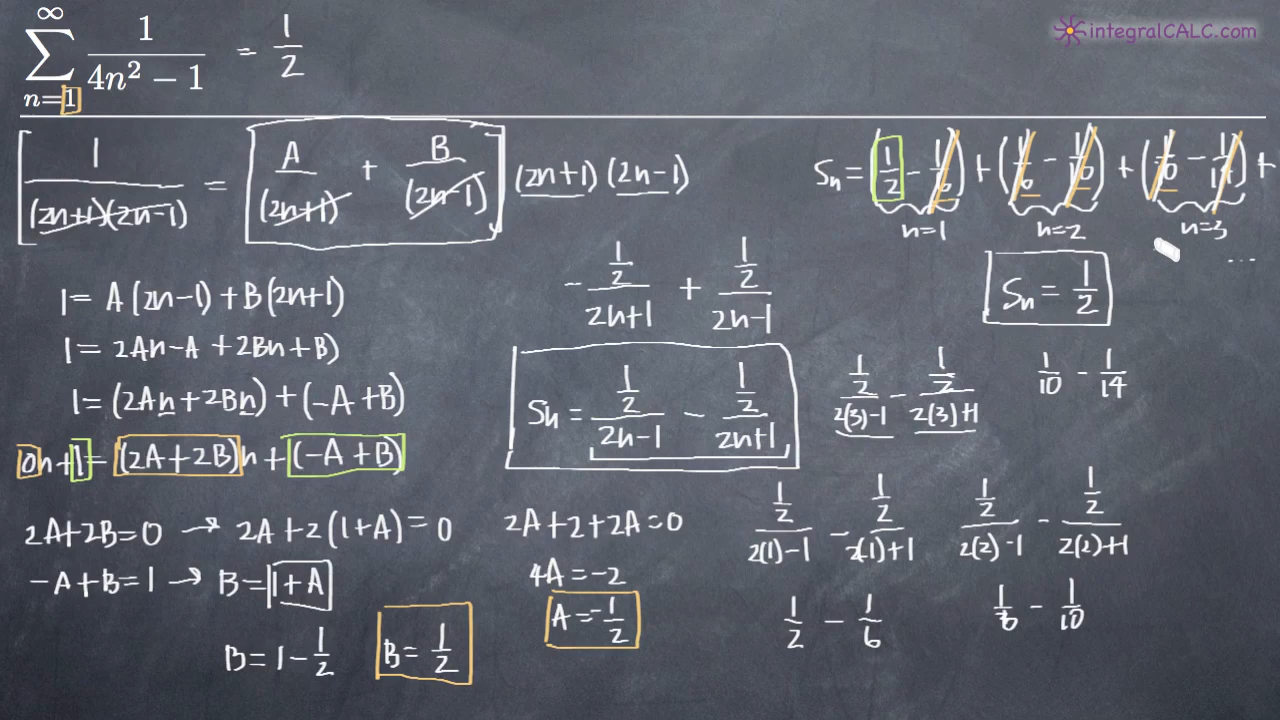 ∞
∑ 1/(4n² − 1) = 1/2
n=1
integralCALC.com
[1/((2n+1)(2n−1)) = A/(2n+1) + B/(2n−1)] (2n+1)(2n−1)
1 = A(2n−1) + B(2n+1)
1 = 2An − A + 2Bn + B)
1 = (2An + 2Bn) + (−A + B)
0n + 1 = (2A + 2B)n + (−A + B)
2A + 2B = 0 → 2A + 2(1 + A) = 0
−A + B = 1 → B = 1 + A
B = 1 − 1/2
B = 1/2
2A + 2 + 2A = 0
4A = −2
A = −1/2
− (1/2)/(2n+1) + (1/2)/(2n−1)
Sn = (1/2)/(2n−1) − (1/2)/(2n+1)
Sn = (1/2 − 1/6) + (1/6 − 1/10) + (1/10 − 1/14) +
n=1 n=2 n=3 ...
Sn = 1/2
(1/2)/(2(3)−1) − (1/2)/(2(3)+1) 1/10 − 1/14
(1/2)/(2(1)−1) − (1/2)/(2(1)+1) (1/2)/(2(2)−1) − (1/2)/(2(2)+1)
1/2 − 1/6 1/6 − 1/10